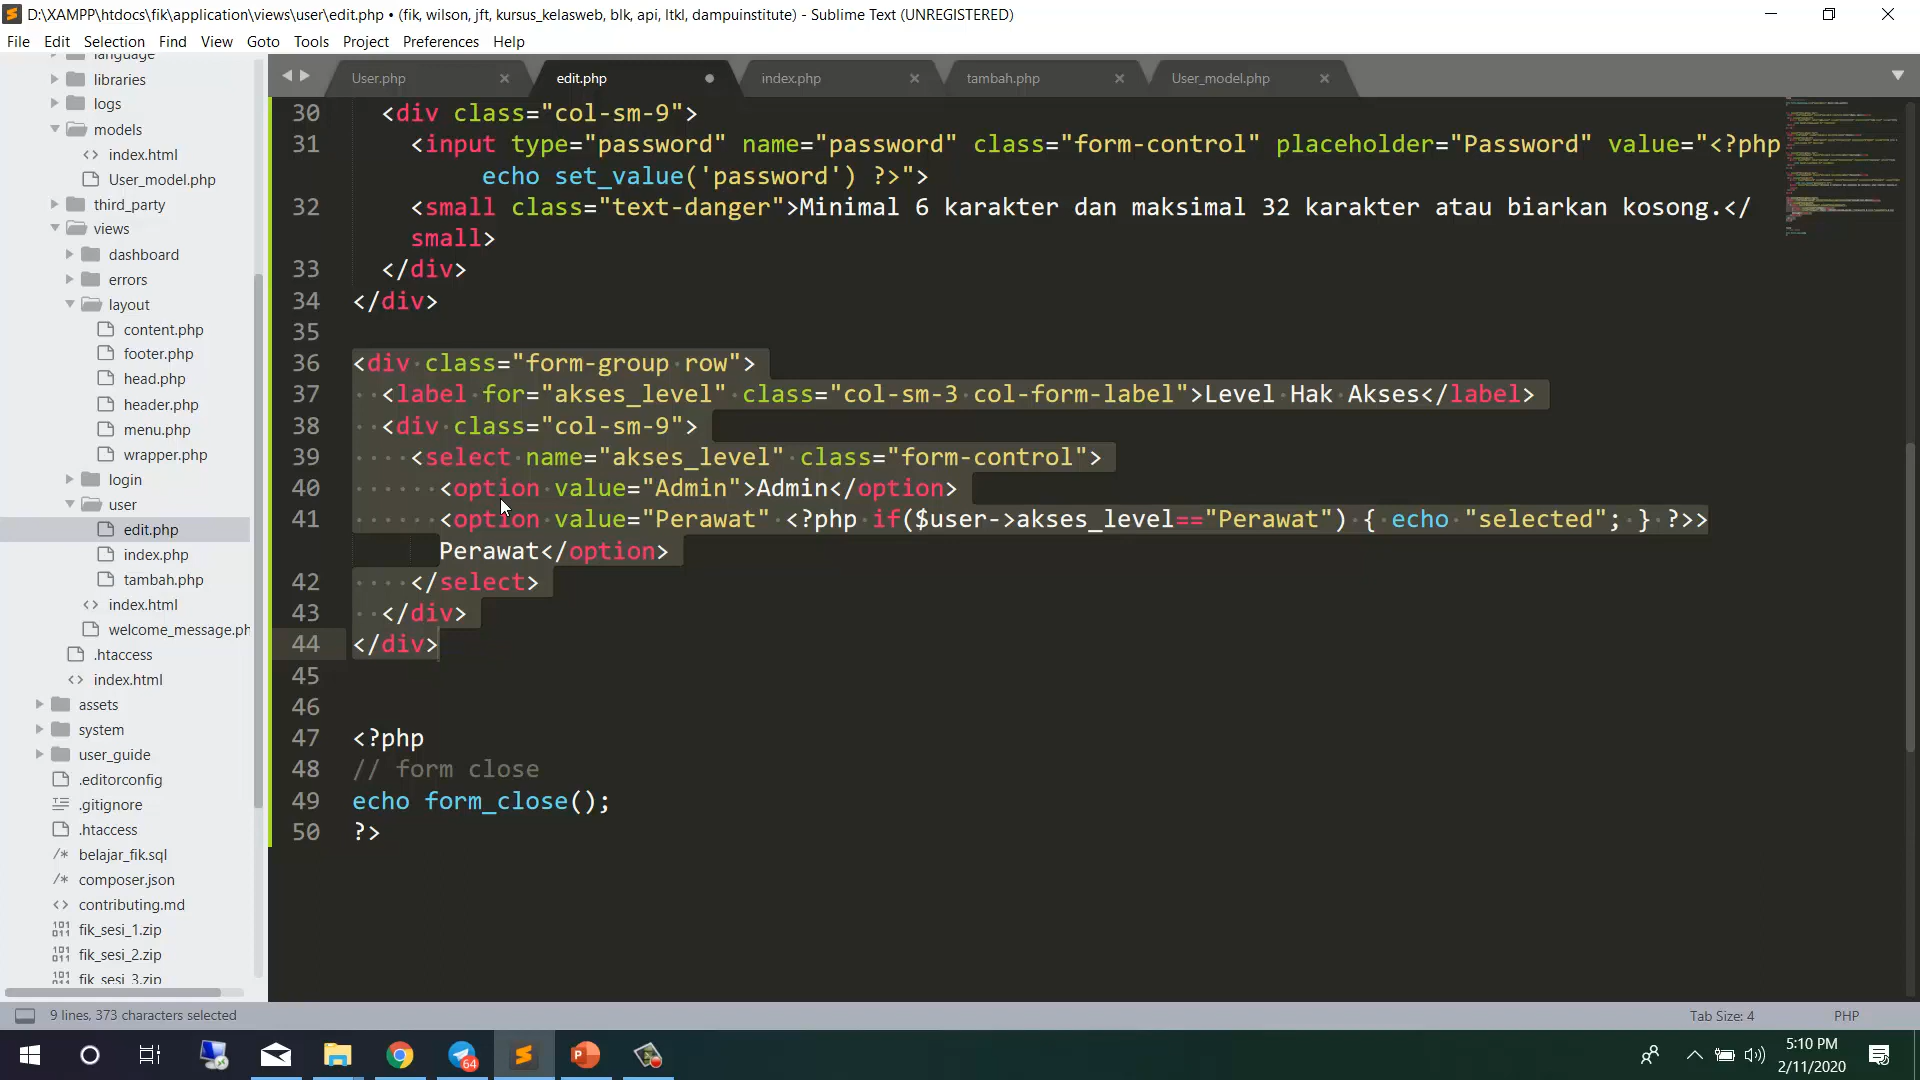 D:\XAMPP\htdocs\fik\application\views\user\edit.php • (fik, wilson, jft, kursus_kelasweb, blk, api, ltkl, dampuinstitute) - Sublime Text (UNREGISTERED)
File Edit Selection Find View Goto Tools Project Preferences Help
language
libraries
logs
models
index.html
User_model.php
third_party
views
dashboard
errors
layout
content.php
footer.php
head.php
header.php
menu.php
wrapper.php
login
user
edit.php
index.php
tambah.php
index.html
welcome_message.ph
.htaccess
index.html
assets
system
user_guide
.editorconfig
.gitignore
.htaccess
belajar_fik.sql
composer.json
contributing.md
fik_sesi_1.zip
fik_sesi_2.zip
fik_sesi_3.zip
User.php edit.php index.php tambah.php User_model.php
30 <div class="col-sm-9">
31 <input type="password" name="password" class="form-control" placeholder="Password" value="<?php
echo set_value('password') ?>">
32 <small class="text-danger">Minimal 6 karakter dan maksimal 32 karakter atau biarkan kosong.</
small>
33 </div>
34 </div>
35
36 <div class="form-group row">
37 <label for="akses_level" class="col-sm-3 col-form-label">Level Hak Akses</label>
38 <div class="col-sm-9">
39 <select name="akses_level" class="form-control">
40 <option value="Admin">Admin</option>
41 <option value="Perawat" <?php if($user->akses_level=="Perawat") { echo "selected"; } ?>>
Perawat</option>
42 </select>
43 </div>
44 </div>
45
46
47 <?php
48 // form close
49 echo form_close();
50 ?>
9 lines, 373 characters selected
Tab Size: 4 PHP
64
5:10 PM
2/11/2020